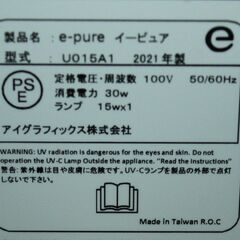 製品名 : e-pure イーピュア
型式 : U015A1 2021年製
e
PS
E
定格電圧・周波数 100V 50/60Hz
消費電力 30w
ランプ 15wx1
アイグラフィックス株式会社
WARNING: UV radiation is dangerous for the eyes and skin. Do not
operation the UV-C Lamp Outside the appliance. "Read the Instructions"
警告: 紫外線は目や皮膚に危険です。UV-Cランプを器具の外部で点灯
しないで下さい。
Made in Taiwan R.O.C